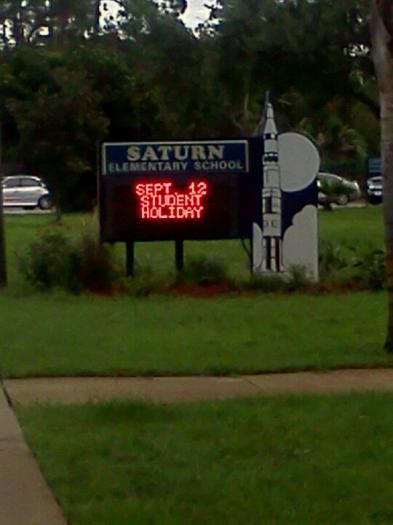 SATURN
ELEMENTARY SCHOOL
SEPT. 12
STUDENT
HOLIDAY